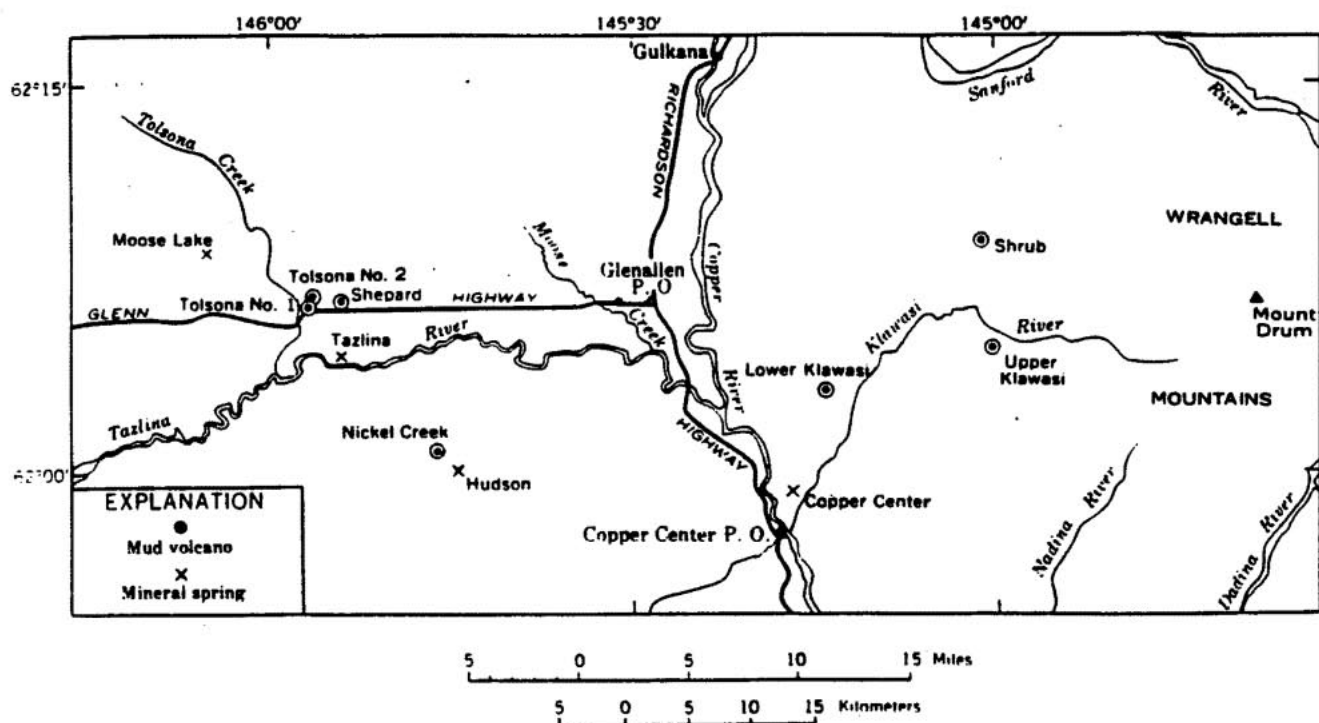 146°00'
145°30'
145°00'
62°15'
Gulkana
Sanford
River
Tolsona
Creek
RICHARDSON
WRANGELL
Moose Lake
Moose
Copper
Shrub
Tolsona No. 2
Glenallen
P. O
Shepard
Tolsona No. 1
HIGHWAY
GLENN
Mount
Drum
Creek
Klawasi
River
Tazlina
River
Upper
Klawasi
Lower Klawasi
River
MOUNTAINS
Tazlina
Nickel Creek
HIGHWAY
Hudson
00'
Copper Center
Nadina
River
Dadina
River
Copper Center P. O.
EXPLANATION
Mud volcano
Mineral spring
5 0 5 10 15 Miles
5 0 5 10 15 Kilometers